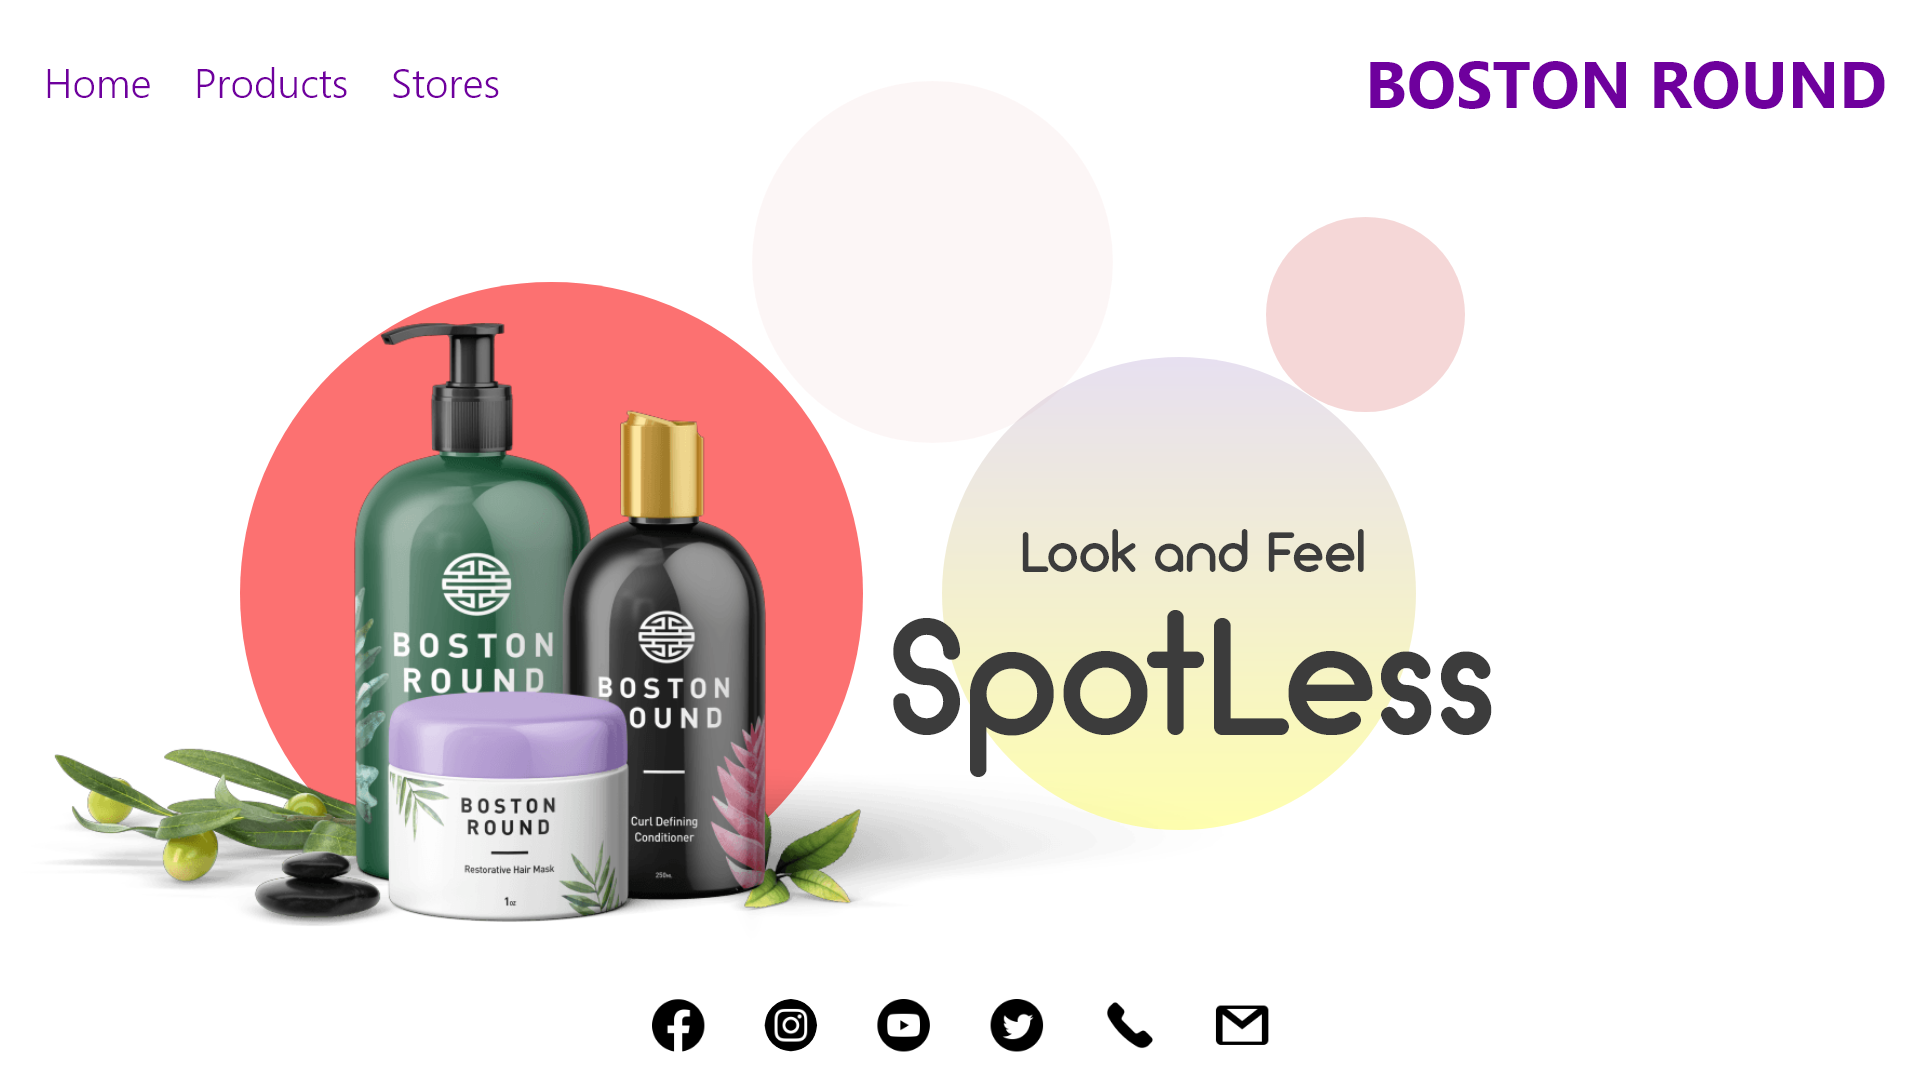 Home Products Stores
BOSTON ROUND
Look and Feel
SpotLess
BOSTON
ROUND
BOSTON
OUND
Curl Defining
Conditioner
250ML
BOSTON
ROUND
Restorative Hair Mask
1oz